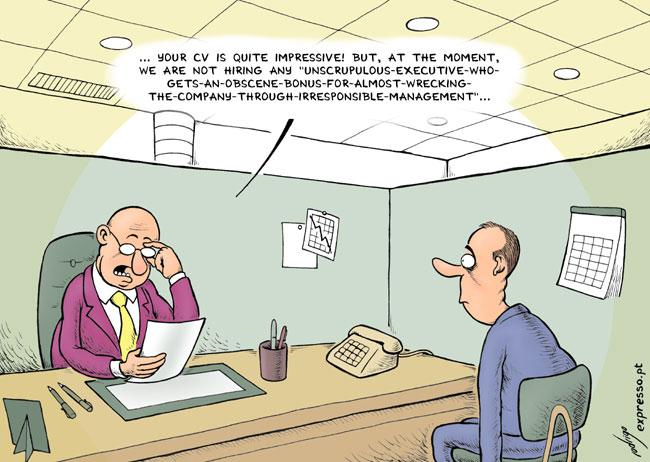 ... YOUR CV IS QUITE IMPRESSIVE! BUT, AT THE MOMENT,
WE ARE NOT HIRING ANY "UNSCRUPULOUS-EXECUTIVE-WHO-
GETS-AN-OBSCENE-BONUS-FOR-ALMOST-WRECKING-
THE-COMPANY-THROUGH-IRRESPONSIBLE-MANAGEMENT"...
rodrigo
expresso.pt